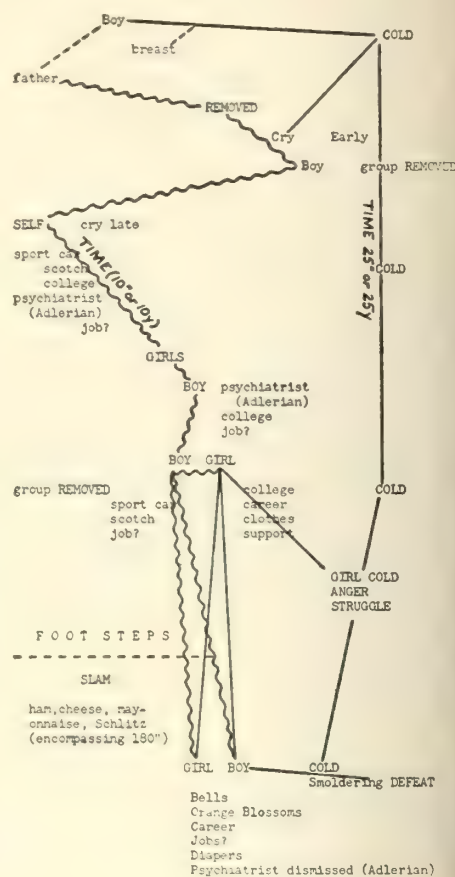 Boy
COLD
breast
father
REMOVED
Cry Early
Boy group REMOVED
SELF cry late
TIME (10" or 10y)
TIME 25" or 25y
sport car
scotch
COLD
college
psychiatrist
(Adlerian)
job?
GIRLS
BOY psychiatrist
(Adlerian)
college
job?
BOY GIRL
group REMOVED
COLD
sport car
scotch
job?
college
career
clothes
support
GIRL COLD
ANGER
STRUGGLE
FOOT STEPS
SLAM
ham,cheese, may-
onnaise, Schlitz
(encompassing 180")
GIRL BOY COLD
Smoldering DEFEAT
Bells
Orange Blossoms
Career
Jobs?
Diapers
Psychiatrist dismissed (Adlerian)